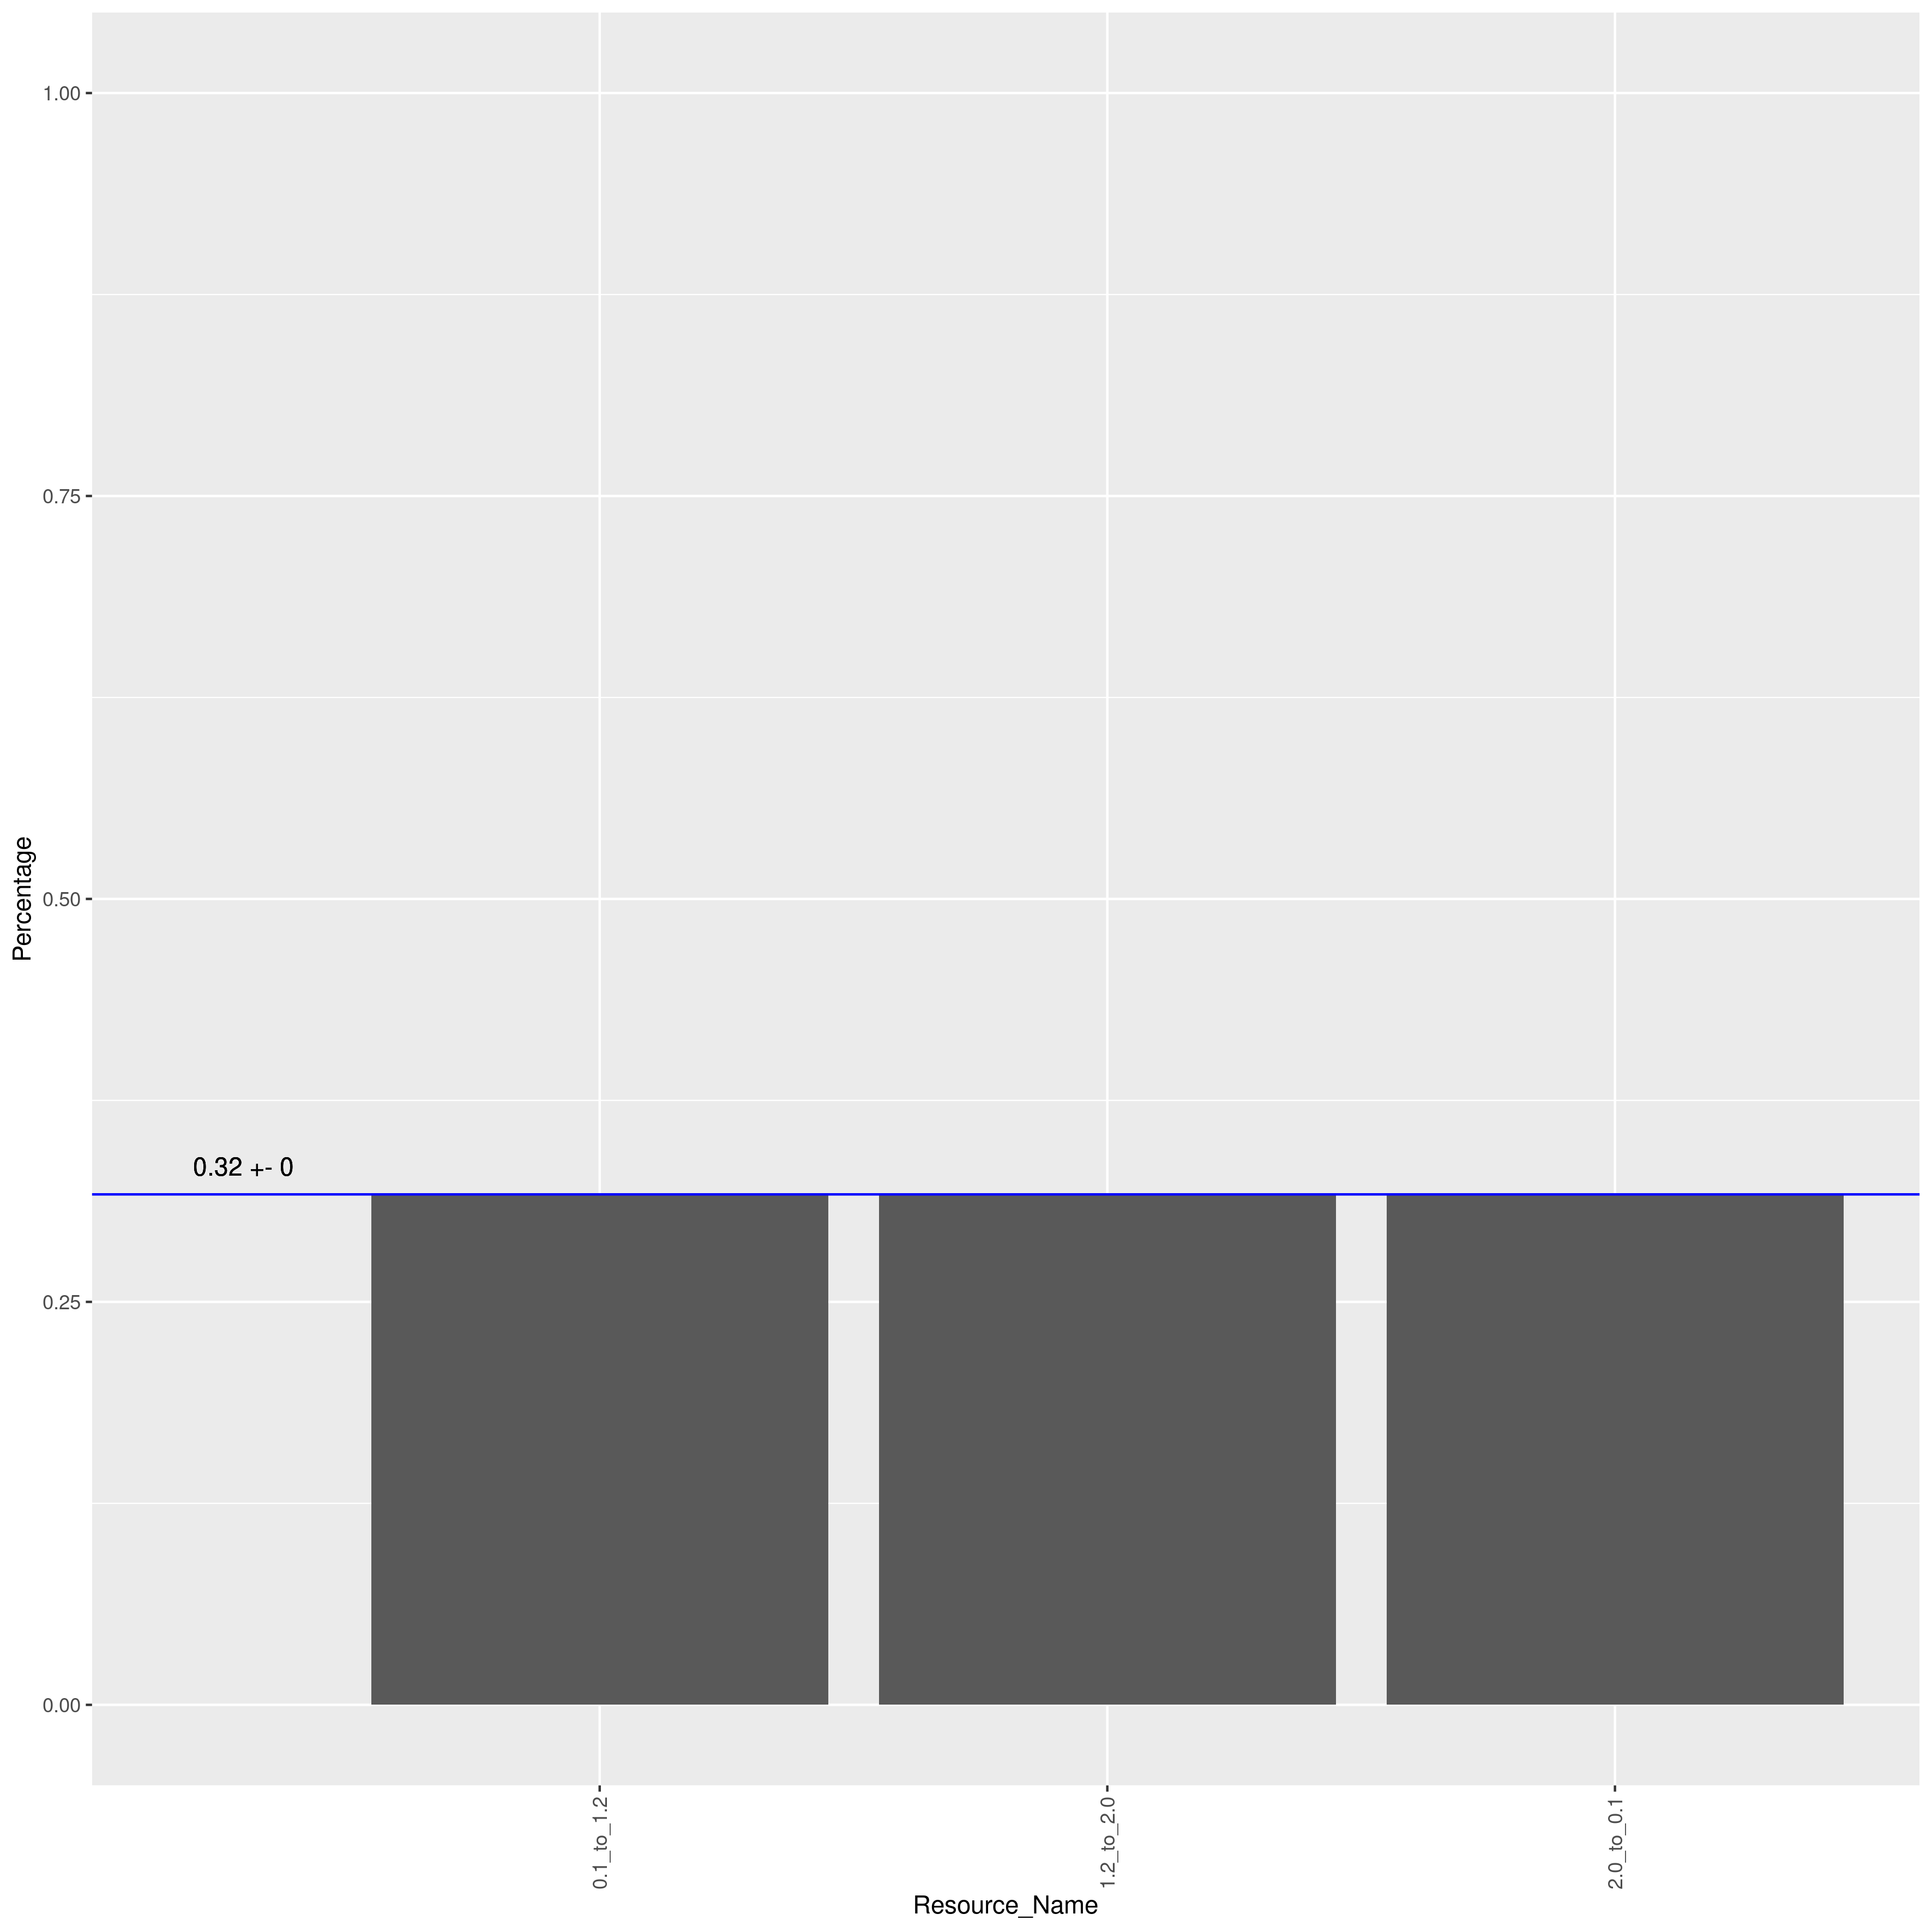 1.00
0.75
0.50
0.25
0.00
Percentage
0.32 +- 0
0.1_to_1.2
1.2_to_2.0
2.0_to_0.1
Resource_Name